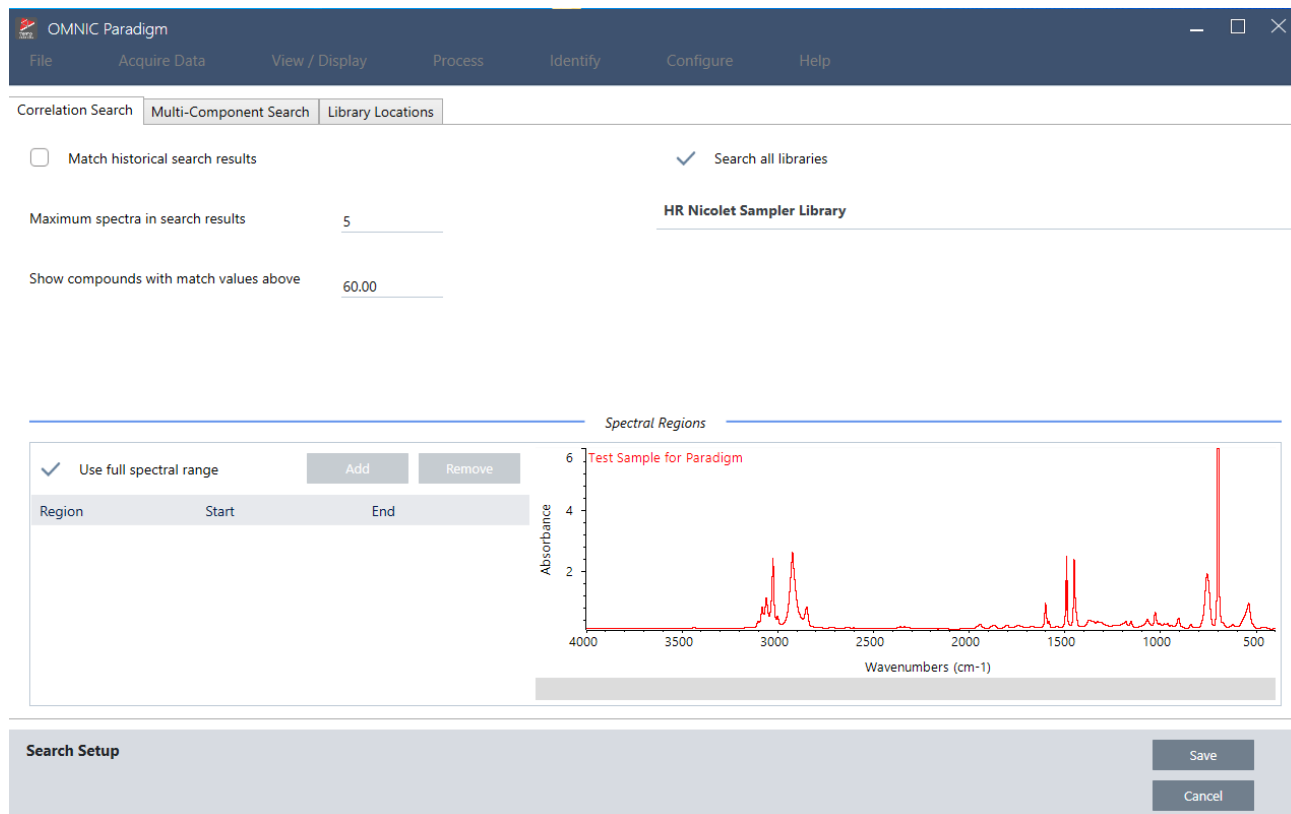 OMNIC Paradigm
File Acquire Data View / Display Process Identify Configure Help
Correlation Search Multi-Component Search Library Locations
Match historical search results
Search all libraries
Maximum spectra in search results 5
HR Nicolet Sampler Library
Show compounds with match values above 60.00
Spectral Regions
Use full spectral range Add Remove
Region Start End
6 Test Sample for Paradigm
4
2
Absorbance
4000 3500 3000 2500 2000 1500 1000 500
Wavenumbers (cm-1)
Search Setup
Save
Cancel